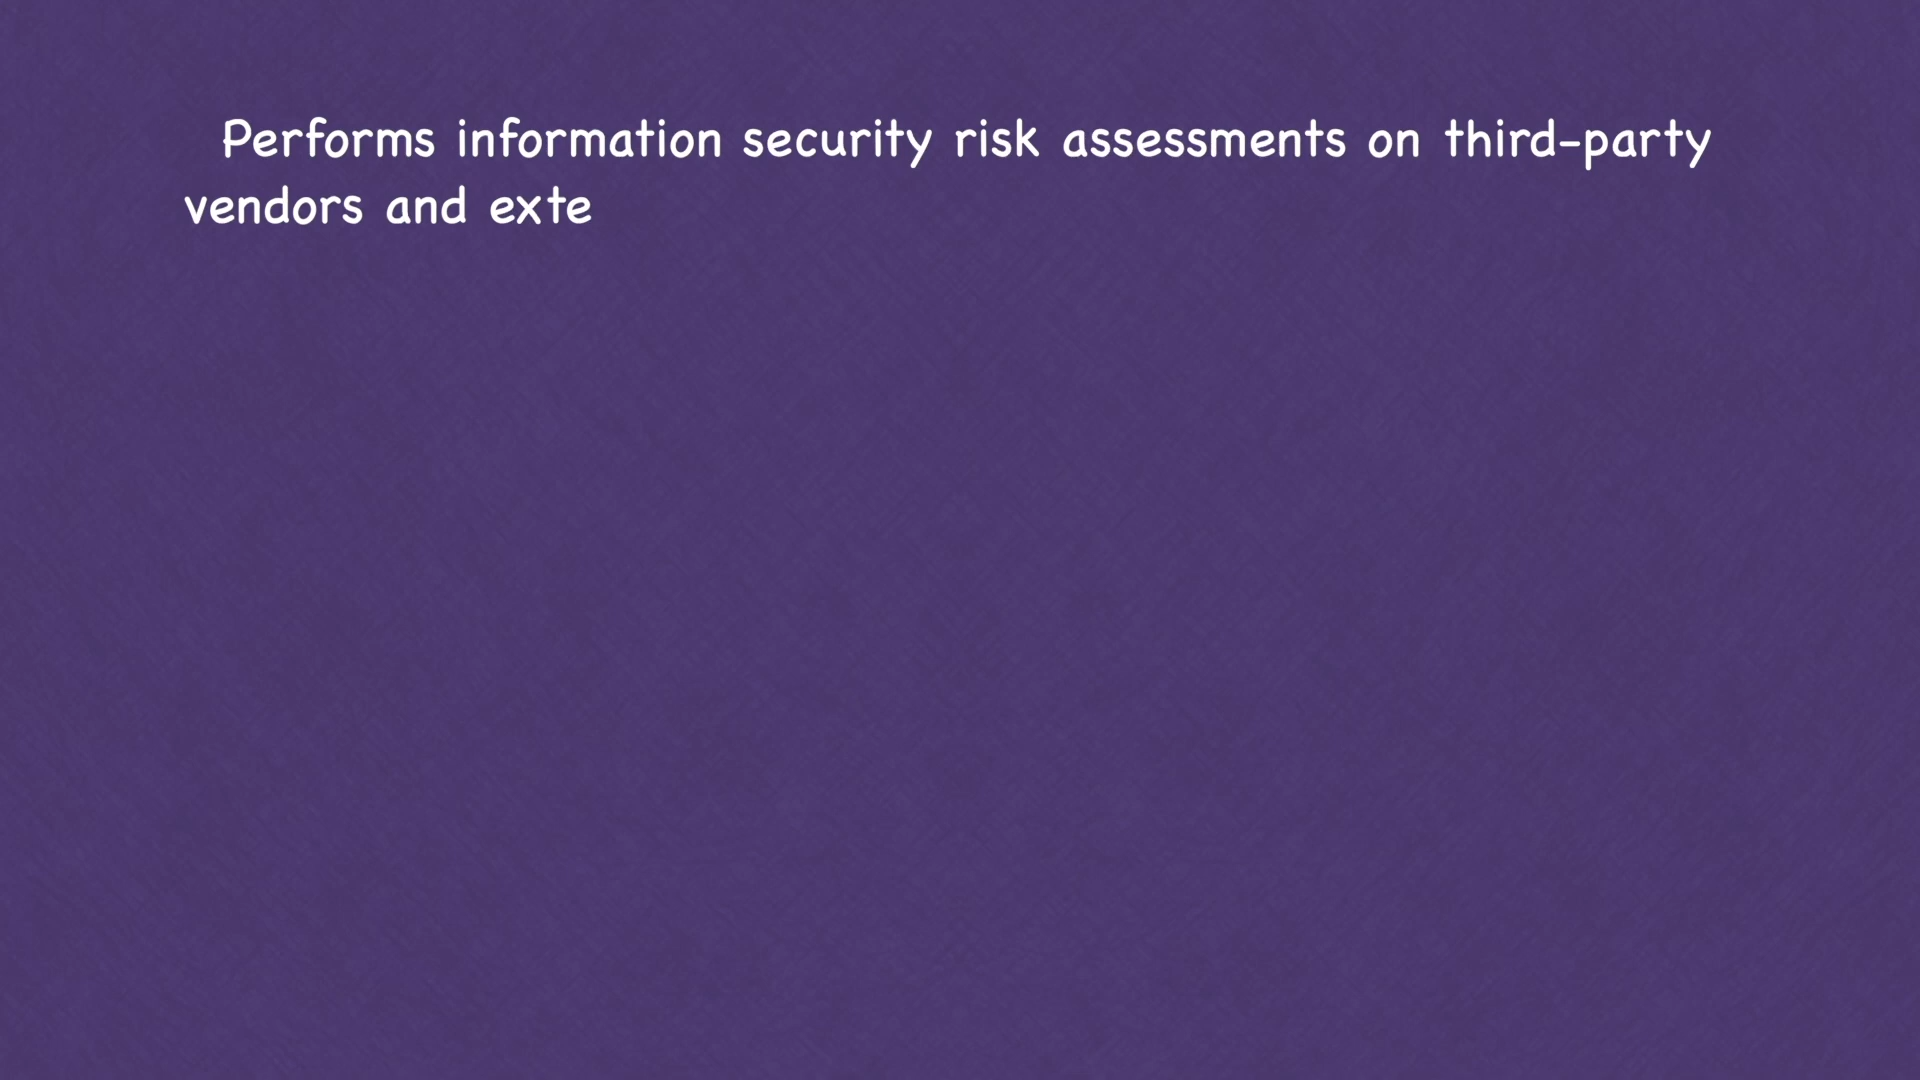 Performs information security risk assessments on third-party
vendors and exte